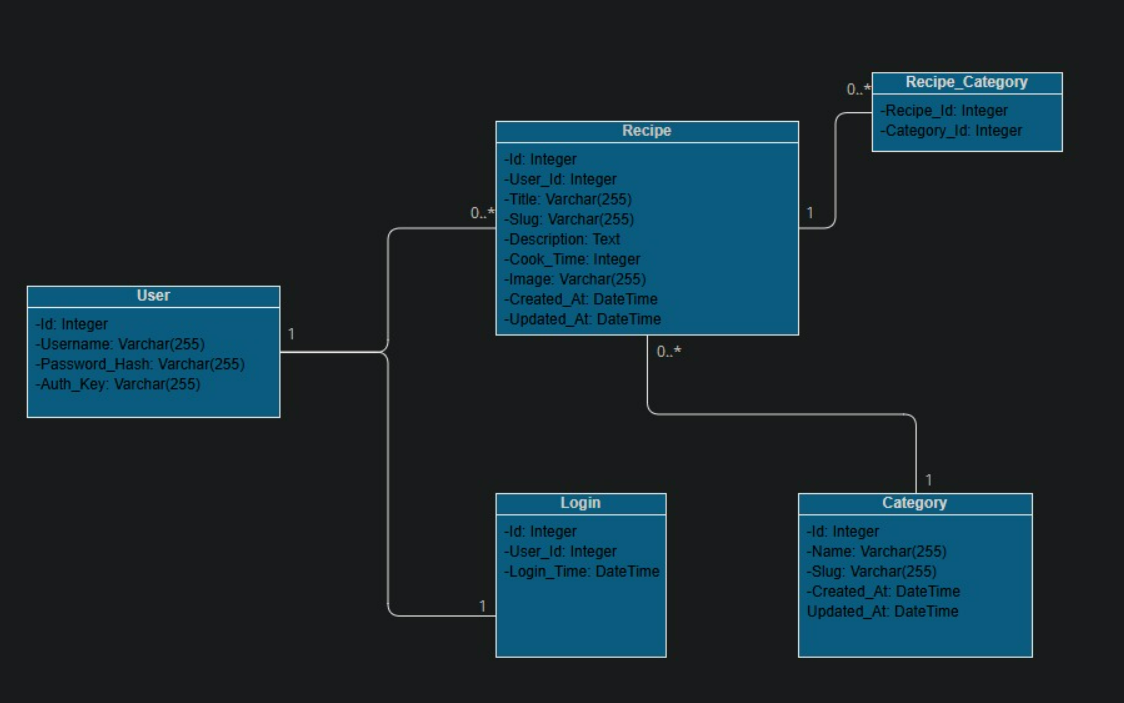 Recipe_Category
-Recipe_Id: Integer
-Category_Id: Integer
0..*
Recipe
-Id: Integer
-User_Id: Integer
-Title: Varchar(255)
-Slug: Varchar(255)
-Description: Text
-Cook_Time: Integer
-Image: Varchar(255)
-Created_At: DateTime
-Updated_At: DateTime
0..*
1
0..*
User
-Id: Integer
-Username: Varchar(255)
-Password_Hash: Varchar(255)
-Auth_Key: Varchar(255)
1
Login
-Id: Integer
-User_Id: Integer
-Login_Time: DateTime
1
1
Category
-Id: Integer
-Name: Varchar(255)
-Slug: Varchar(255)
-Created_At: DateTime
Updated_At: DateTime